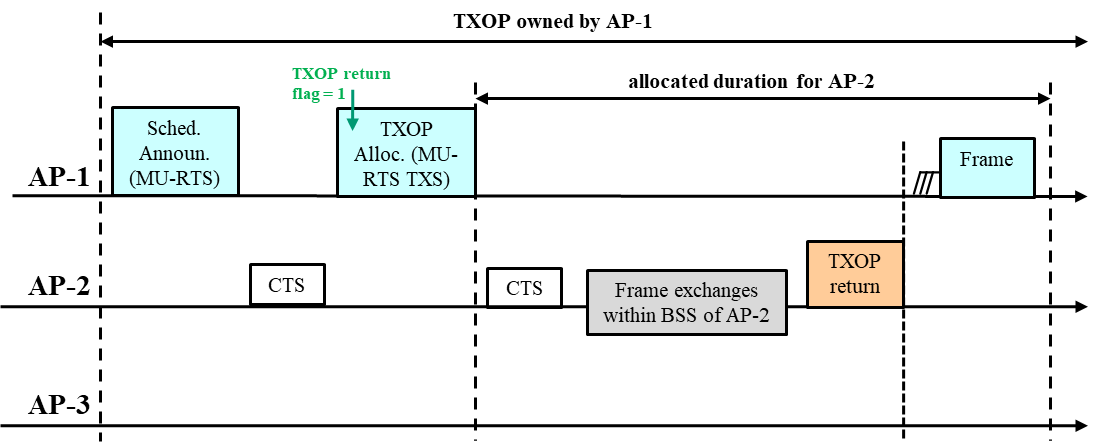 TXOP owned by AP-1
TXOP return
flag = 1
allocated duration for AP-2
Sched.
Announ.
(MU-RTS)
TXOP
Alloc. (MU-
RTS TXS)
Frame
AP-1
CTS
CTS
Frame exchanges
within BSS of AP-2
TXOP
return
AP-2
AP-3